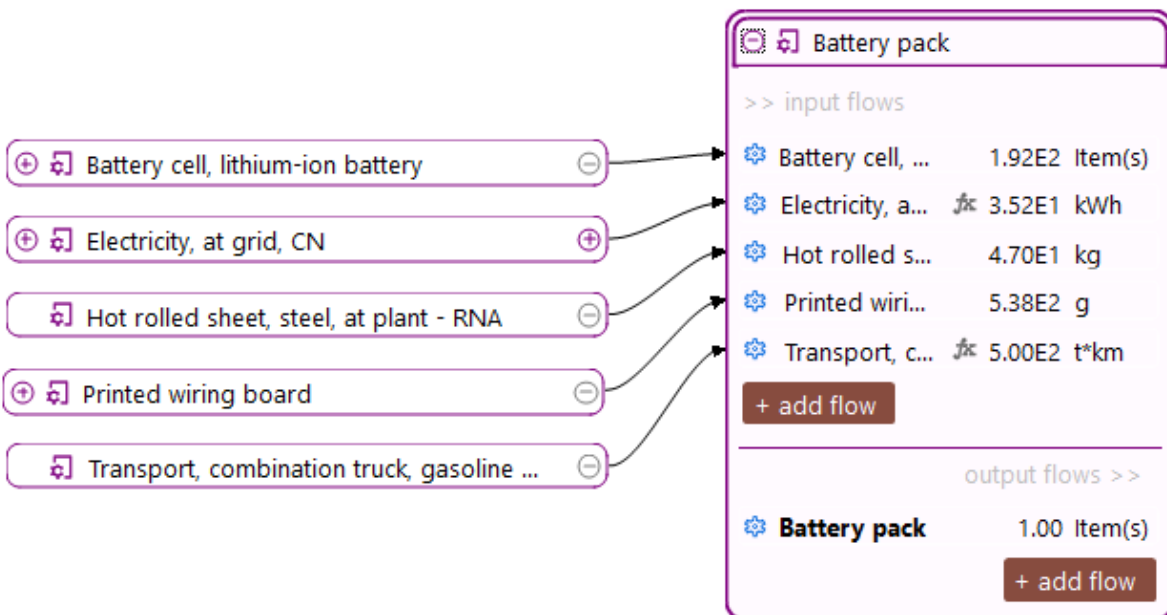 Battery pack
>> input flows
Battery cell, lithium-ion battery
Battery cell, ... 1.92E2 Item(s)
Electricity, at grid, CN
Electricity, a... fx 3.52E1 kWh
Hot rolled sheet, steel, at plant - RNA
Hot rolled s... 4.70E1 kg
Printed wiring board
Printed wiri... 5.38E2 g
Transport, combination truck, gasoline ...
Transport, c... fx 5.00E2 t*km
+ add flow
output flows >>
Battery pack 1.00 Item(s)
+ add flow